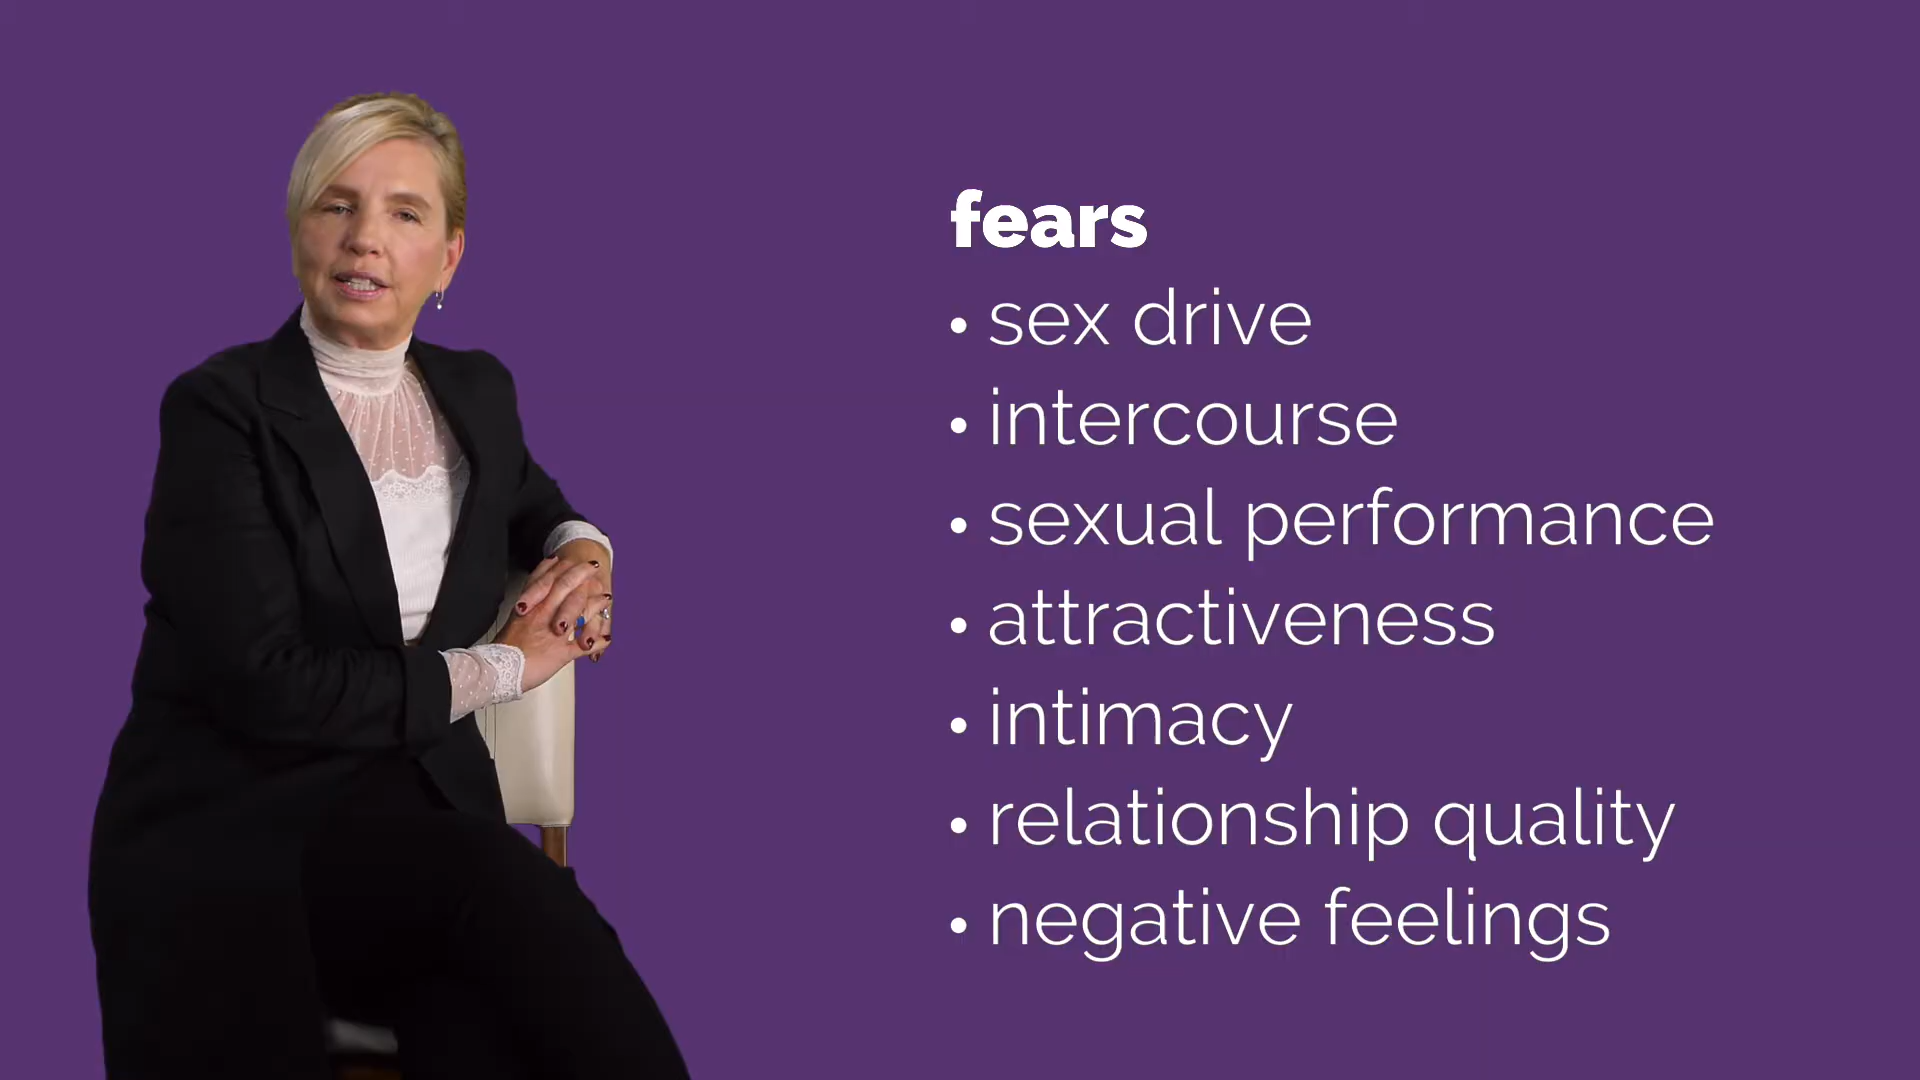 fears
• sex drive
• intercourse
• sexual performance
• attractiveness
• intimacy
• relationship quality
• negative feelings